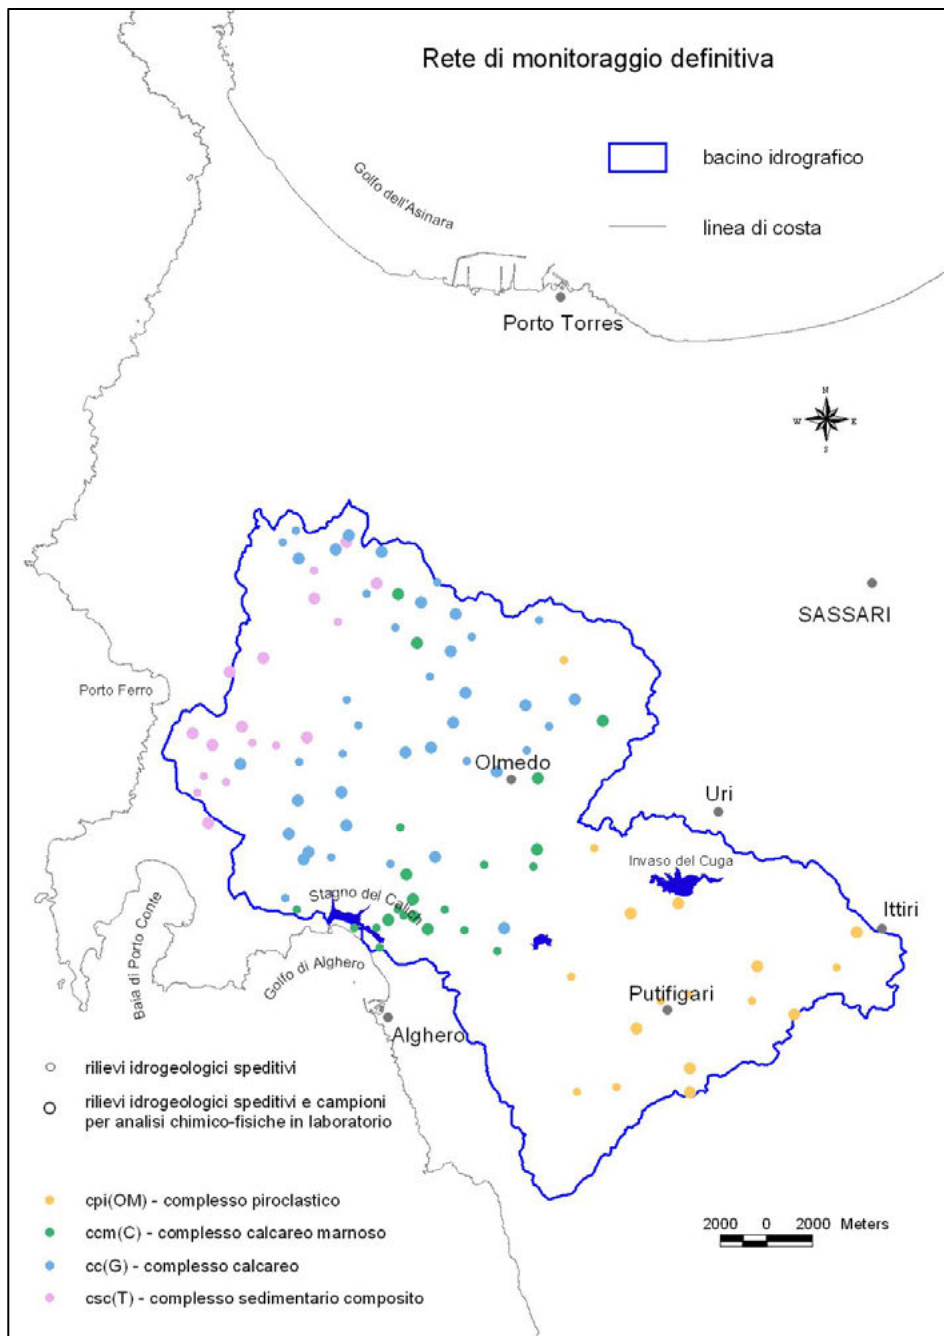 Rete di monitoraggio definitiva
bacino idrografico
linea di costa
Golfo dell'Asinara
Porto Torres
N
W E
S
SASSARI
Porto Ferro
Olmedo
Uri
Invaso del Cuga
Stagno del Calich
Ittiri
Baia di Porto Conte
Golfo di Alghero
Putifigari
Alghero
rilievi idrogeologici speditivi
rilievi idrogeologici speditivi e campioni
per analisi chimico-fisiche in laboratorio
cpi(OM) - complesso piroclastico
ccm(C) - complesso calcareo marnoso
cc(G) - complesso calcareo
csc(T) - complesso sedimentario composito
2000 0 2000 Meters